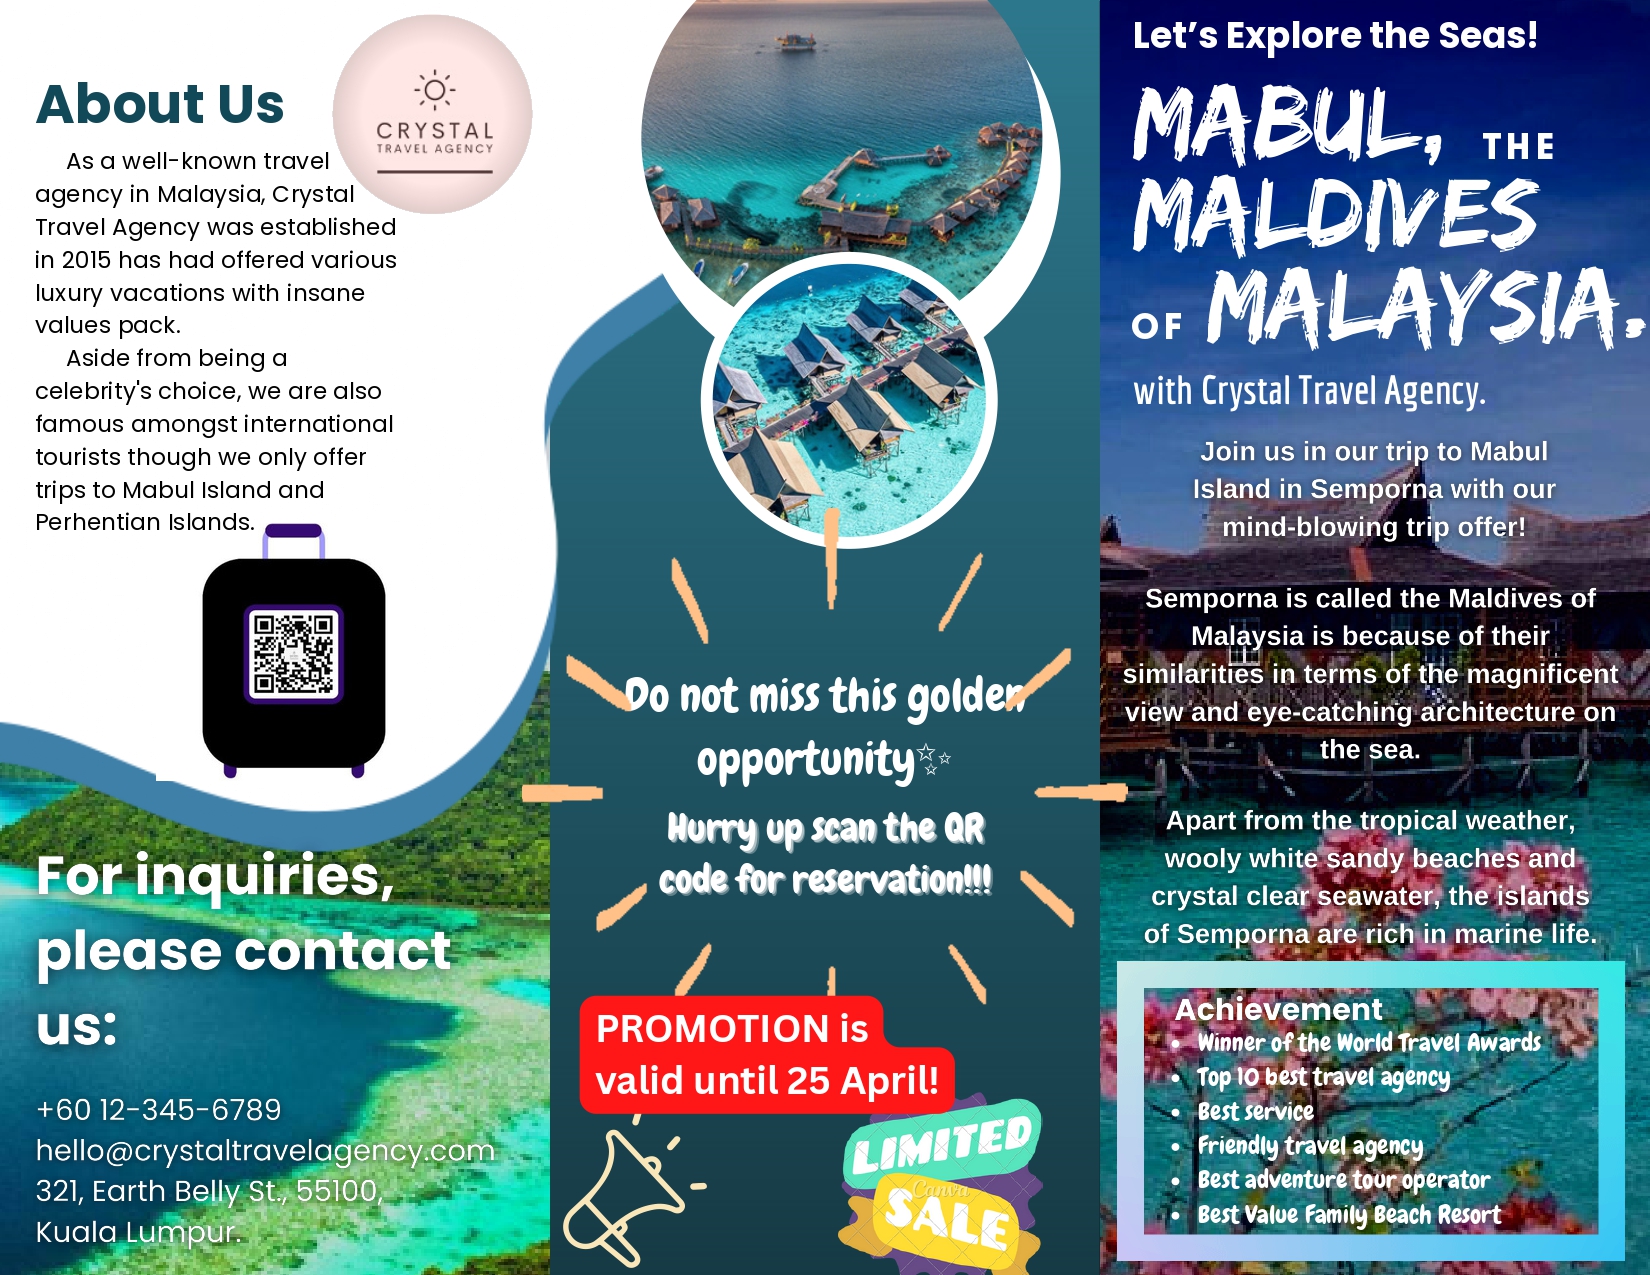 About Us
CRYSTAL
TRAVEL AGENCY
As a well-known travel
agency in Malaysia, Crystal
Travel Agency was established
in 2015 has had offered various
luxury vacations with insane
values pack.
Aside from being a
celebrity's choice, we are also
famous amongst international
tourists though we only offer
trips to Mabul Island and
Perhentian Islands.
For inquiries,
please contact
us:
+60 12-345-6789
hello@crystaltravelagency.com
321, Earth Belly St., 55100,
Kuala Lumpur.
Do not miss this golden
opportunity✨
Hurry up scan the QR
code for reservation!!!
PROMOTION is
valid until 25 April!
LIMITED
Canva
SALE
Let's Explore the Seas!
MABUL, THE
MALDIVES
OF MALAYSIA.
with Crystal Travel Agency.
Join us in our trip to Mabul
Island in Semporna with our
mind-blowing trip offer!
Semporna is called the Maldives of
Malaysia is because of their
similarities in terms of the magnificent
view and eye-catching architecture on
the sea.
Apart from the tropical weather,
wooly white sandy beaches and
crystal clear seawater, the islands
of Semporna are rich in marine life.
Achievement
• Winner of the World Travel Awards
• Top 10 best travel agency
• Best service
• Friendly travel agency
• Best adventure tour operator
• Best Value Family Beach Resort